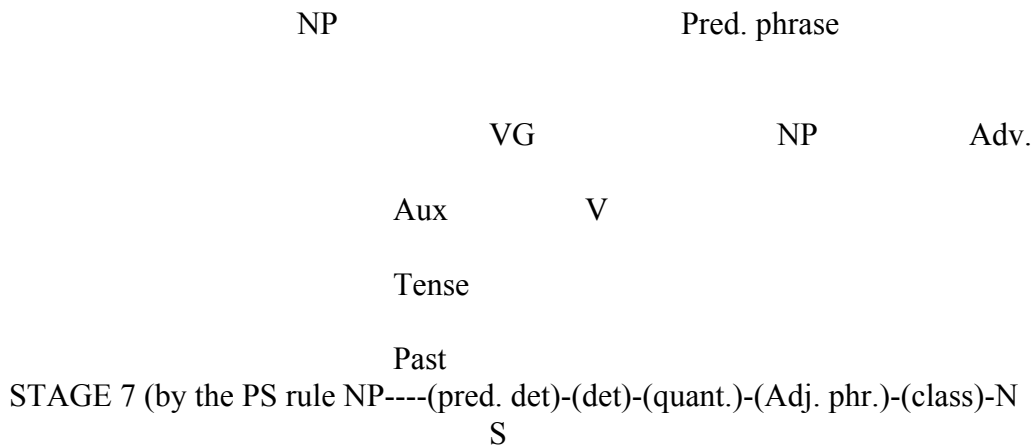 NP Pred. phrase
VG NP Adv.
Aux V
Tense
Past
STAGE 7 (by the PS rule NP----(pred. det)-(det)-(quant.)-(Adj. phr.)-(class)-N
S